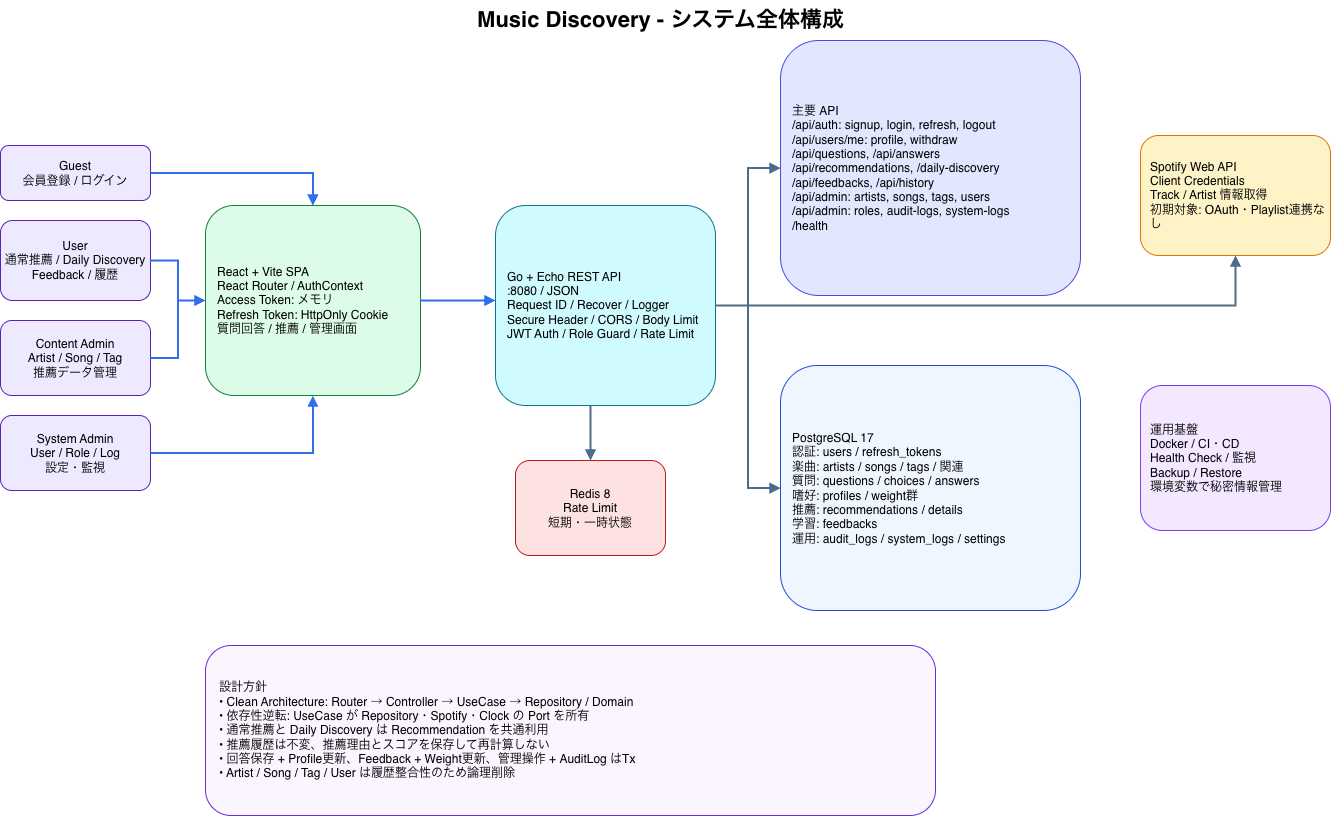 Music Discovery - システム全体構成
Guest
会員登録 / ログイン
User
通常推薦 / Daily Discovery
Feedback / 履歴
Content Admin
Artist / Song / Tag
推薦データ管理
System Admin
User / Role / Log
設定・監視
React + Vite SPA
React Router / AuthContext
Access Token: メモリ
Refresh Token: HttpOnly Cookie
質問回答 / 推薦 / 管理画面
Go + Echo REST API
:8080 / JSON
Request ID / Recover / Logger
Secure Header / CORS / Body Limit
JWT Auth / Role Guard / Rate Limit
Redis 8
Rate Limit
短期・一時状態
主要 API
/api/auth: signup, login, refresh, logout
/api/users/me: profile, withdraw
/api/questions, /api/answers
/api/recommendations, /daily-discovery
/api/feedbacks, /api/history
/api/admin: artists, songs, tags, users
/api/admin: roles, audit-logs, system-logs
/health
PostgreSQL 17
認証: users / refresh_tokens
楽曲: artists / songs / tags / 関連
質問: questions / choices / answers
嗜好: profiles / weight群
推薦: recommendations / details
学習: feedbacks
運用: audit_logs / system_logs / settings
Spotify Web API
Client Credentials
Track / Artist 情報取得
初期対象: OAuth・Playlist連携な
し
運用基盤
Docker / CI・CD
Health Check / 監視
Backup / Restore
環境変数で秘密情報管理
設計方針
• Clean Architecture: Router → Controller → UseCase → Repository / Domain
• 依存性逆転: UseCase が Repository・Spotify・Clock の Port を所有
• 通常推薦と Daily Discovery は Recommendation を共通利用
• 推薦履歴は不変、推薦理由とスコアを保存して再計算しない
• 回答保存 + Profile更新、Feedback + Weight更新、管理操作 + AuditLog はTx
• Artist / Song / Tag / User は履歴整合性のため論理削除